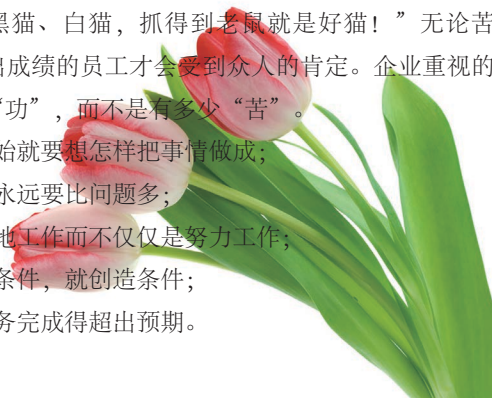 黑猫、白猫，抓得到老鼠就是好猫！”无论苦
出成绩的员工才会受到众人的肯定。企业重视的
“功”，而不是有多少“苦”。
始就要想怎样把事情做成；
永远要比问题多；
地工作而不仅仅是努力工作；
条件，就创造条件；
务完成得超出预期。